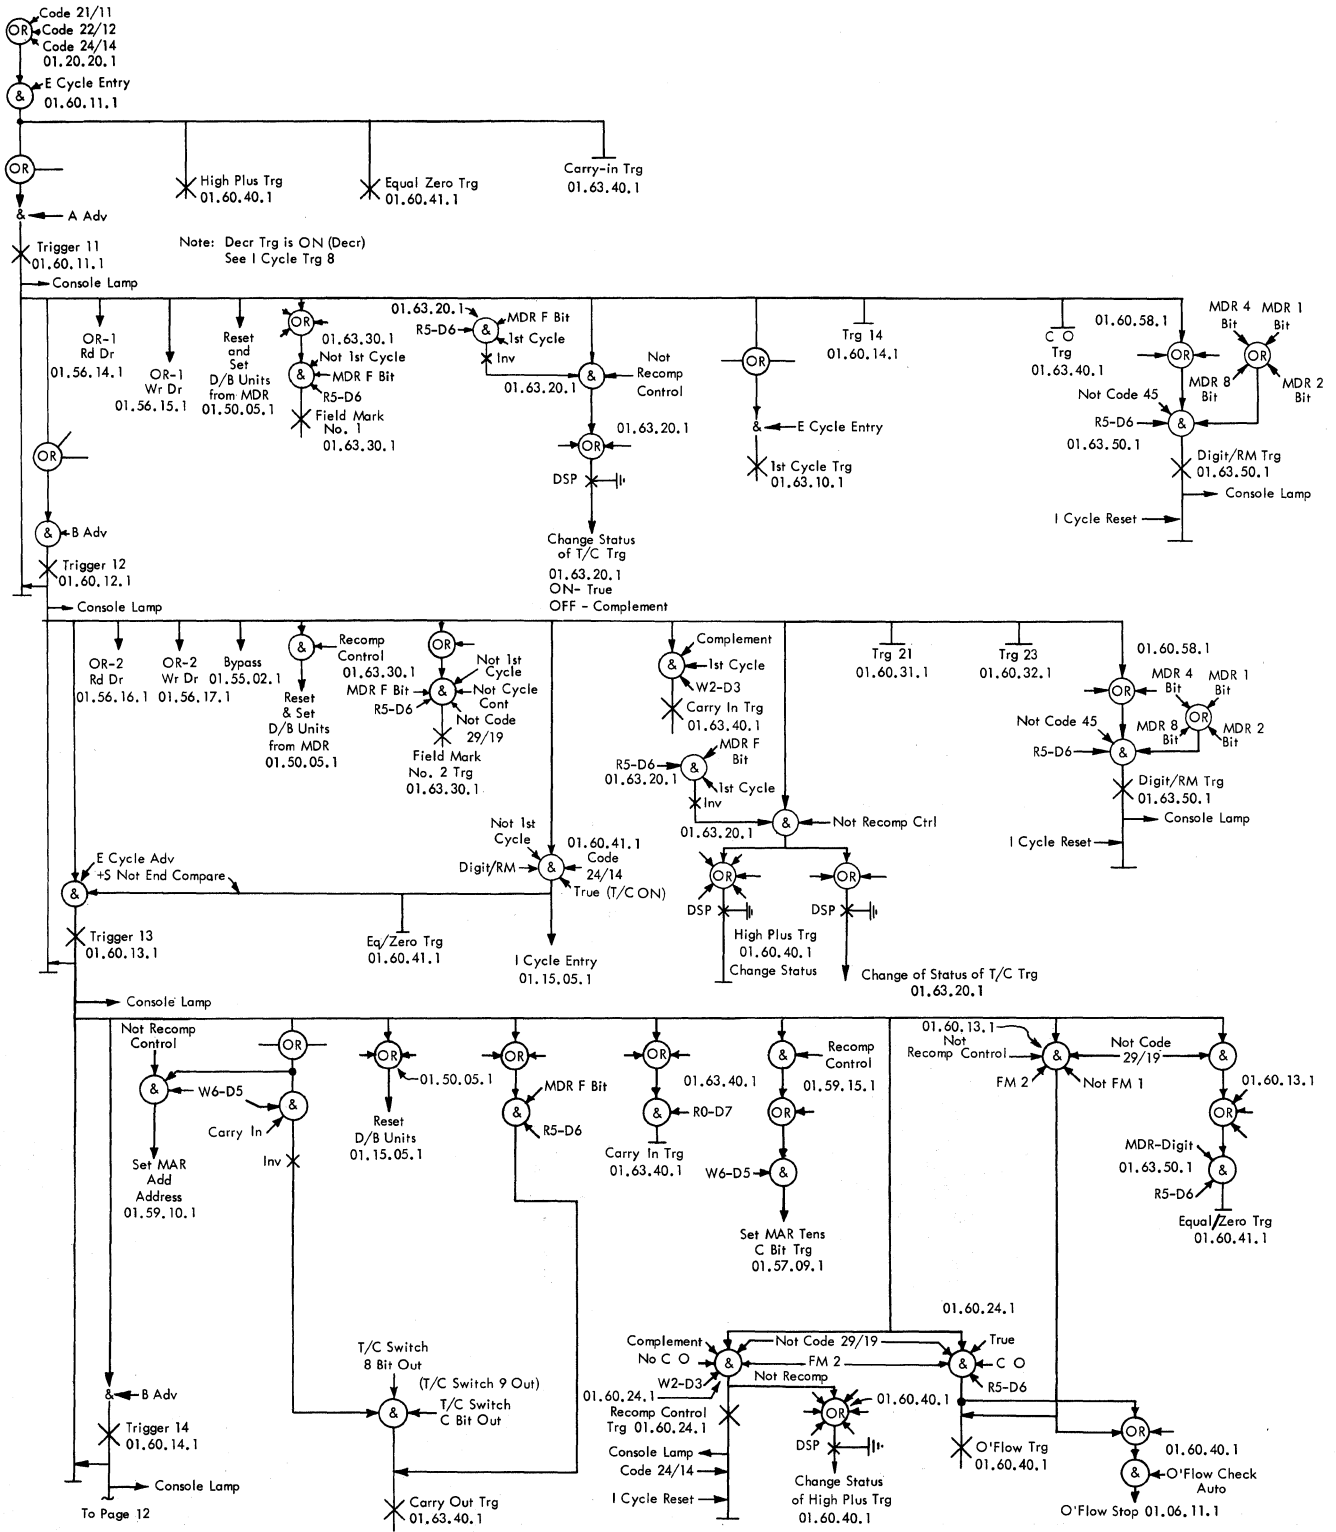 Code 21/11
OR
Code 22/12
Code 24/14
01.20.20.1
&
E Cycle Entry
01.60.11.1
OR
High Plus Trg
01.60.40.1
Equal Zero Trg
01.60.41.1
Carry-in Trg
01.63.40.1
& A Adv
Note: Decr Trg is ON (Decr)
See I Cycle Trg 8
Trigger 11
01.60.11.1
Console Lamp
OR-1
Rd Dr
01.56.14.1
OR-1
Wr Dr
01.56.15.1
Reset
and
Set
D/B Units
from MDR
01.50.05.1
OR
01.63.30.1
Not 1st Cycle
&
MDR F Bit
R5-D6
Field Mark
No. 1
01.63.30.1
01.63.20.1
MDR F Bit
R5-D6
&
1st Cycle
Inv
01.63.20.1
&
Not
Recomp
Control
01.63.20.1
OR
DSP
Change Status
of T/C Trg
01.63.20.1
ON- True
OFF - Complement
OR
& E Cycle Entry
1st Cycle Trg
01.63.10.1
Trg 14
01.60.14.1
C O
Trg
01.63.40.1
01.60.58.1
OR
MDR 4
Bit
MDR 1
Bit
OR
MDR 8
Bit
MDR 2
Bit
Not Code 45
R5-D6
&
01.63.50.1
Digit/RM Trg
01.63.50.1
Console Lamp
I Cycle Reset
OR
&
B Adv
Trigger 12
01.60.12.1
Console Lamp
OR-2
Rd Dr
01.56.16.1
OR-2
Wr Dr
01.56.17.1
Bypass
01.55.02.1
&
Recomp
Control
01.63.30.1
Reset
& Set
D/B Units
from MDR
01.50.05.1
OR
Not 1st
Cycle
MDR F Bit
&
Not Cycle
Cont
R5-D6
Not Code
29/19
Field Mark
No. 2 Trg
01.63.30.1
Complement
&
1st Cycle
W2-D3
Carry In Trg
01.63.40.1
MDR F
Bit
R5-D6
&
01.63.20.1
1st Cycle
Inv
01.63.20.1
&
Not Recomp Ctrl
OR
OR
DSP
DSP
High Plus Trg
01.60.40.1
Change Status
Change of Status of T/C Trg
01.63.20.1
Trg 21
01.60.31.1
Trg 23
01.60.32.1
01.60.58.1
OR
MDR 4
Bit
MDR 1
Bit
OR
MDR 8
Bit
MDR 2
Bit
Not Code 45
R5-D6
&
Digit/RM Trg
01.63.50.1
Console Lamp
I Cycle Reset
Not 1st
Cycle
01.60.41.1
Code
24/14
Digit/RM
&
True (T/C ON)
E Cycle Adv
+S Not End Compare
&
Trigger 13
01.60.13.1
Eq/Zero Trg
01.60.41.1
I Cycle Entry
01.15.05.1
Console Lamp
Not Recomp
Control
&
W6-D5
Set MAR
Add
Address
01.59.10.1
OR
&
Carry In
Inv
OR
01.50.05.1
Reset
D/B Units
01.15.05.1
OR
MDR F Bit
&
R5-D6
OR
01.63.40.1
&
R0-D7
Carry In Trg
01.63.40.1
&
Recomp
Control
01.59.15.1
OR
W6-D5
&
Set MAR Tens
C Bit Trg
01.57.09.1
01.60.13.1
Not
Recomp Control
&
FM 2
Not FM 1
Not Code
29/19
&
01.60.13.1
OR
MDR-Digit
01.63.50.1
&
R5-D6
Equal/Zero Trg
01.60.41.1
01.60.24.1
Complement
Not Code 29/19
True
No C O
&
FM 2
&
C O
W2-D3
Not Recomp
R5-D6
01.60.24.1
Recomp Control
Trg 01.60.24.1
OR
01.60.40.1
DSP
Console Lamp
Code 24/14
I Cycle Reset
Change Status
of High Plus Trg
01.60.40.1
O'Flow Trg
01.60.40.1
OR
01.60.40.1
&
O'Flow Check
Auto
O'Flow Stop 01.06.11.1
T/C Switch
8 Bit Out
(T/C Switch 9 Out)
&
T/C Switch
C Bit Out
Carry Out Trg
01.63.40.1
& B Adv
Trigger 14
01.60.14.1
Console Lamp
To Page 12